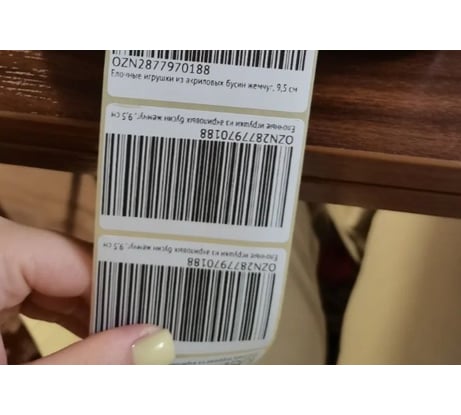 OZN2877970188
Елочные игрушки из акриловых бусин жемчуг, 9,5 см
OZN2877970188
Елочные игрушки из акриловых бусин жемчуг, 9,5 см
OZN2877970188
Елочные игрушки из акриловых бусин жемчуг, 9,5 см